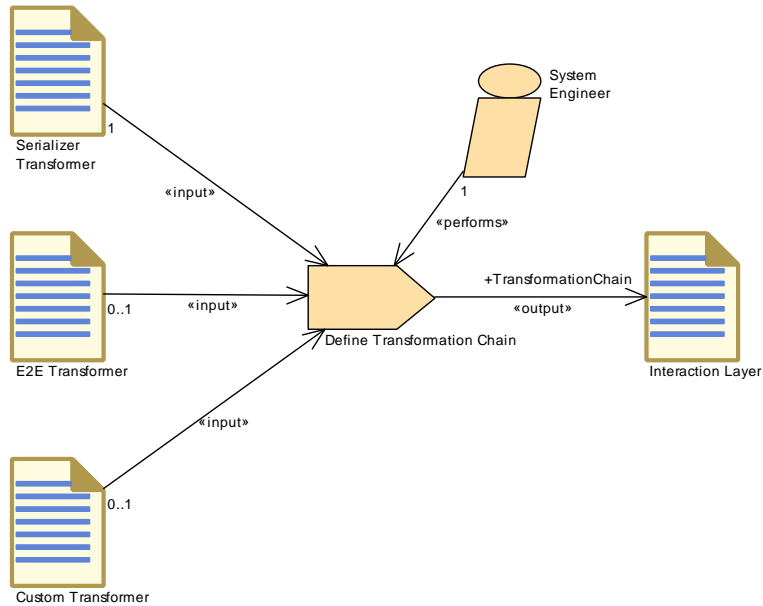 System
Engineer
1
Serializer
Transformer
«input»
1
«performs»
+TransformationChain
0..1
«input»
«output»
Define Transformation Chain
E2E Transformer
Interaction Layer
«input»
0..1
Custom Transformer